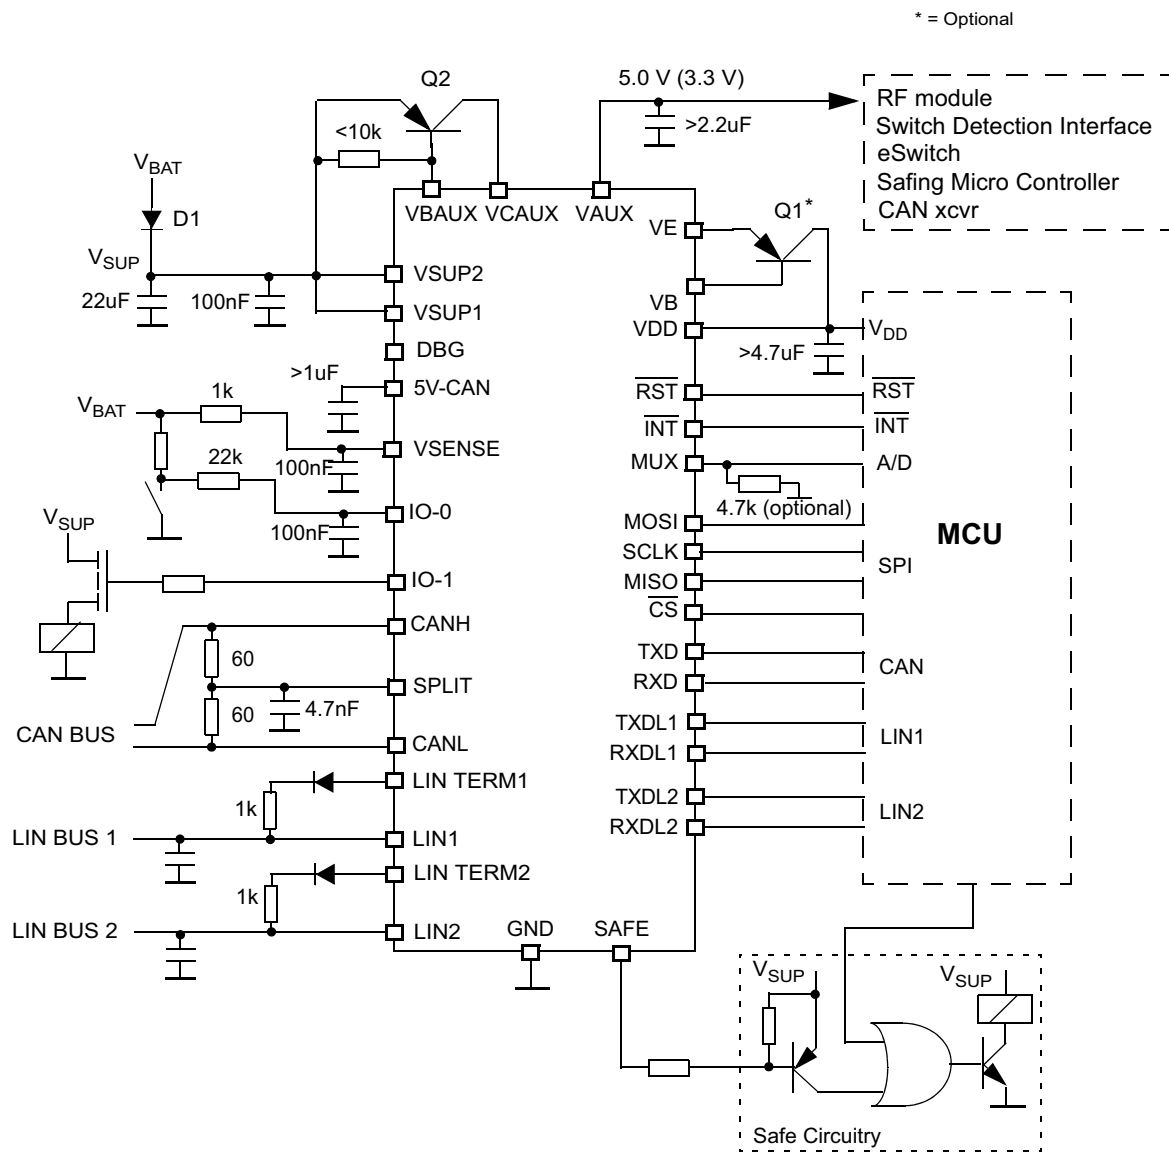 * = Optional
Q2
5.0 V (3.3 V)
RF module
Switch Detection Interface
eSwitch
Safing Micro Controller
CAN xcvr
>2.2uF
<10k
VBAT
D1
VSUP
22uF
100nF
VBAUX
VCAUX
VAUX
VE
Q1*
VB
VDD
VDD
>4.7uF
VSUP2
VSUP1
DBG
>1uF
5V-CAN
RST
RST
INT
INT
MUX
A/D
4.7k (optional)
VBAT
1k
VSENSE
100nF
22k
IO-0
100nF
MOSI
SCLK
MISO
CS
SPI
MCU
VSUP
IO-1
CANH
60
SPLIT
4.7nF
60
CAN BUS
CANL
TXD
RXD
CAN
TXDL1
RXDL1
LIN1
TXDL2
RXDL2
LIN2
LIN TERM1
1k
LIN BUS 1
LIN1
LIN TERM2
1k
LIN BUS 2
LIN2
GND
SAFE
VSUP
VSUP
Safe Circuitry